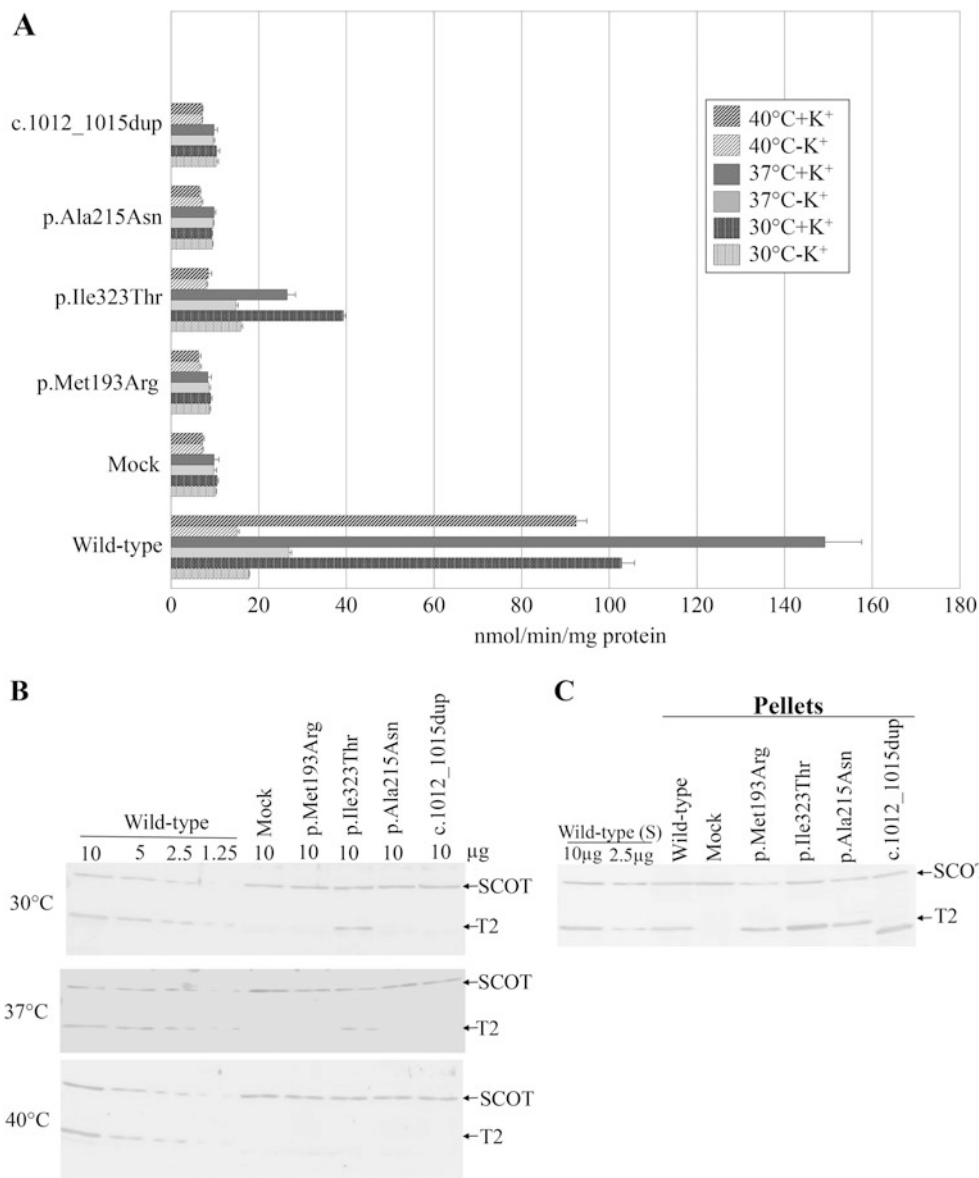 A
c.1012_1015dup
p.Ala215Asn
p.Ile323Thr
p.Met193Arg
Mock
Wild-type
40°C+K⁺
40°C-K⁺
37°C+K⁺
37°C-K⁺
30°C+K⁺
30°C-K⁺
0 20 40 60 80 100 120 140 160 180
nmol/min/mg protein
B
Wild-type
Mock
p.Met193Arg
p.Ile323Thr
p.Ala215Asn
c.1012_1015dup
10 5 2.5 1.25 10 10 10 10 10 µg
30°C
SCOT
T2
37°C
SCOT
T2
40°C
SCOT
T2
C
Pellets
Wild-type (S)
10µg 2.5µg
Wild-type
Mock
p.Met193Arg
p.Ile323Thr
p.Ala215Asn
c.1012_1015dup
SCOT
T2